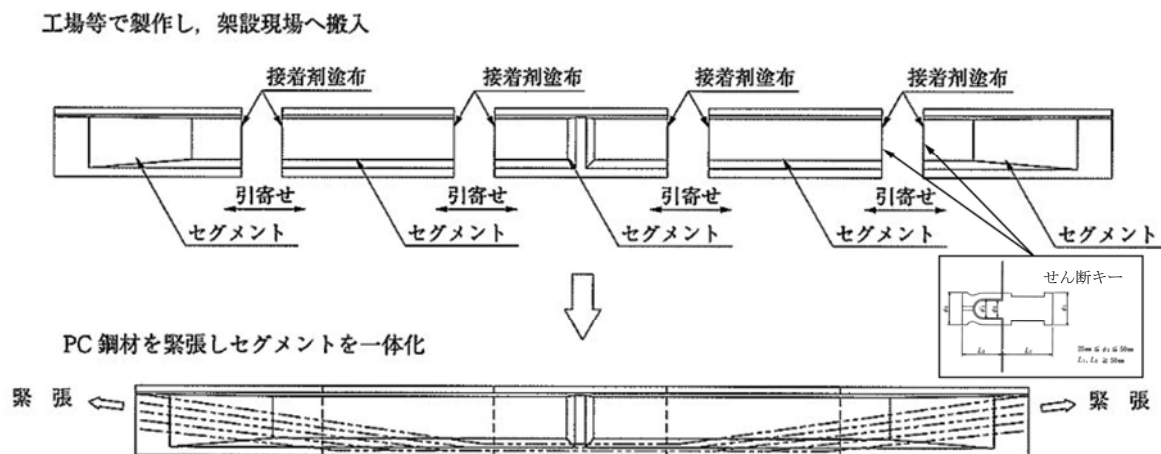 工場等で製作し，架設現場へ搬入
接着剤塗布
接着剤塗布
接着剤塗布
接着剤塗布
引寄せ
引寄せ
引寄せ
引寄せ
セグメント
セグメント
セグメント
セグメント
セグメント
せん断キー
L₁, L₂ ≧ 50mm
PC 鋼材を緊張しセグメントを一体化
緊 張
緊 張